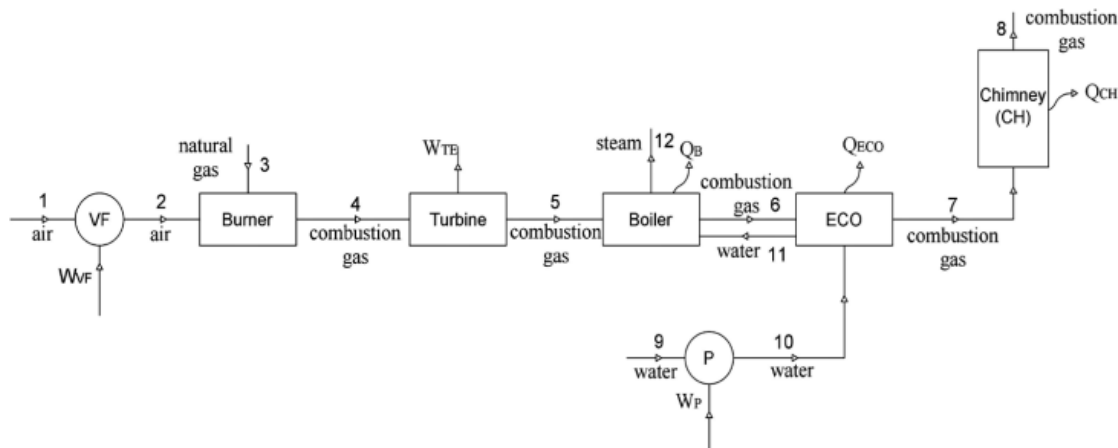 8
combustion
gas
Chimney
(CH)
QCH
natural
gas
3
WTE
steam
12
QB
QECO
1
air
VF
2
air
Burner
4
combustion
gas
Turbine
5
combustion
gas
Boiler
combustion
gas
6
water
11
ECO
7
combustion
gas
WVF
9
water
P
10
water
WP